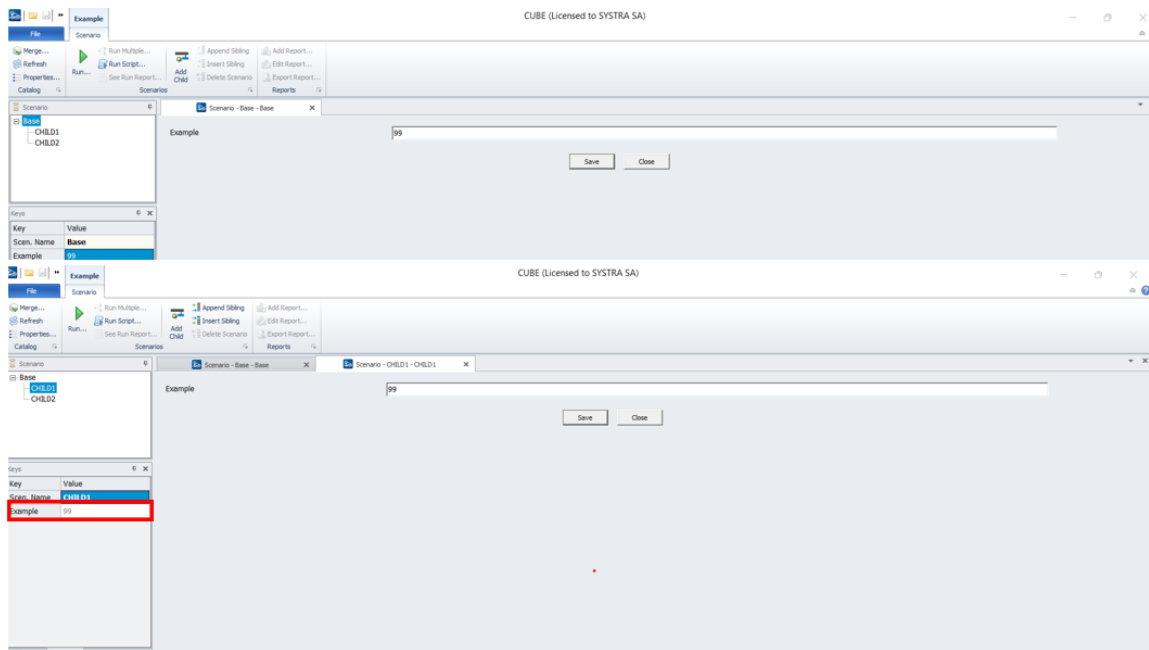 Example
CUBE (Licensed to SYSTRA SA)
File
Scenario
Merge...
Run Multiple...
Append Sibling
Add Report...
Refresh
Run...
Run Script...
Add Child
Insert Sibling
Edit Report...
Properties...
See Run Report...
Delete Scenario
Export Report...
Catalog
Scenarios
Reports
Scenario
Scenario - Base - Base
Base
CHILD1
CHILD2
Example
99
Save
Close
Keys
Key
Value
Scen. Name
Base
Example
99
Example
CUBE (Licensed to SYSTRA SA)
File
Scenario
Merge...
Run Multiple...
Append Sibling
Add Report...
Refresh
Run...
Run Script...
Add Child
Insert Sibling
Edit Report...
Properties...
See Run Report...
Delete Scenario
Export Report...
Catalog
Scenarios
Reports
Scenario
Scenario - Base - Base
Scenario - CHILD1 - CHILD1
Base
CHILD1
CHILD2
Example
99
Save
Close
Keys
Key
Value
Scen. Name
CHILD1
Example
99